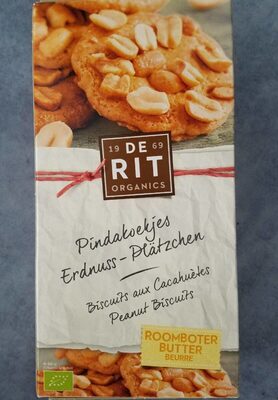 19 DE 69
RIT
ORGANICS
Pindakoekjes
Erdnuss-Plätzchen
Biscuits aux Cacahuètes
Peanut Biscuits
ROOMBOTER
BUTTER
BEURRE